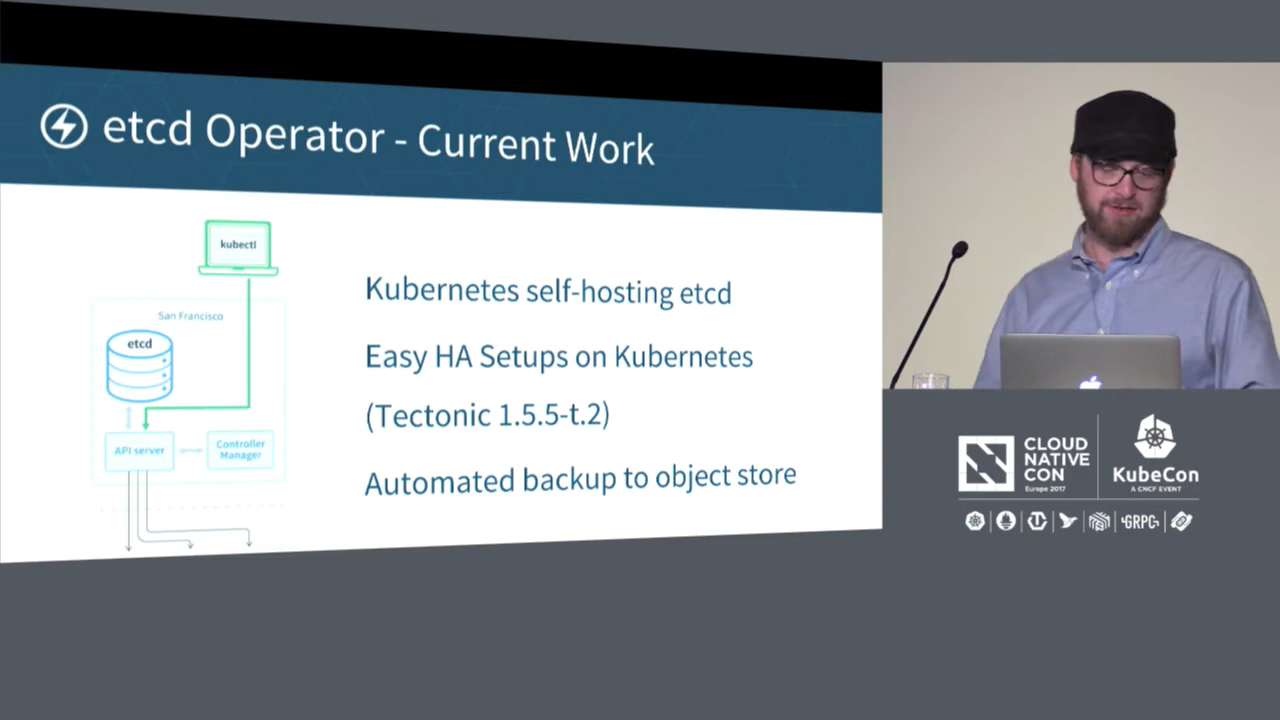 etcd Operator - Current Work
kubectl
San Francisco
etcd
API server
Controller
Manager
Kubernetes self-hosting etcd
Easy HA Setups on Kubernetes
(Tectonic 1.5.5-t.2)
Automated backup to object store
CLOUD
NATIVE
CON
Europe 2017
KubeCon
A CNCF EVENT
GRPC